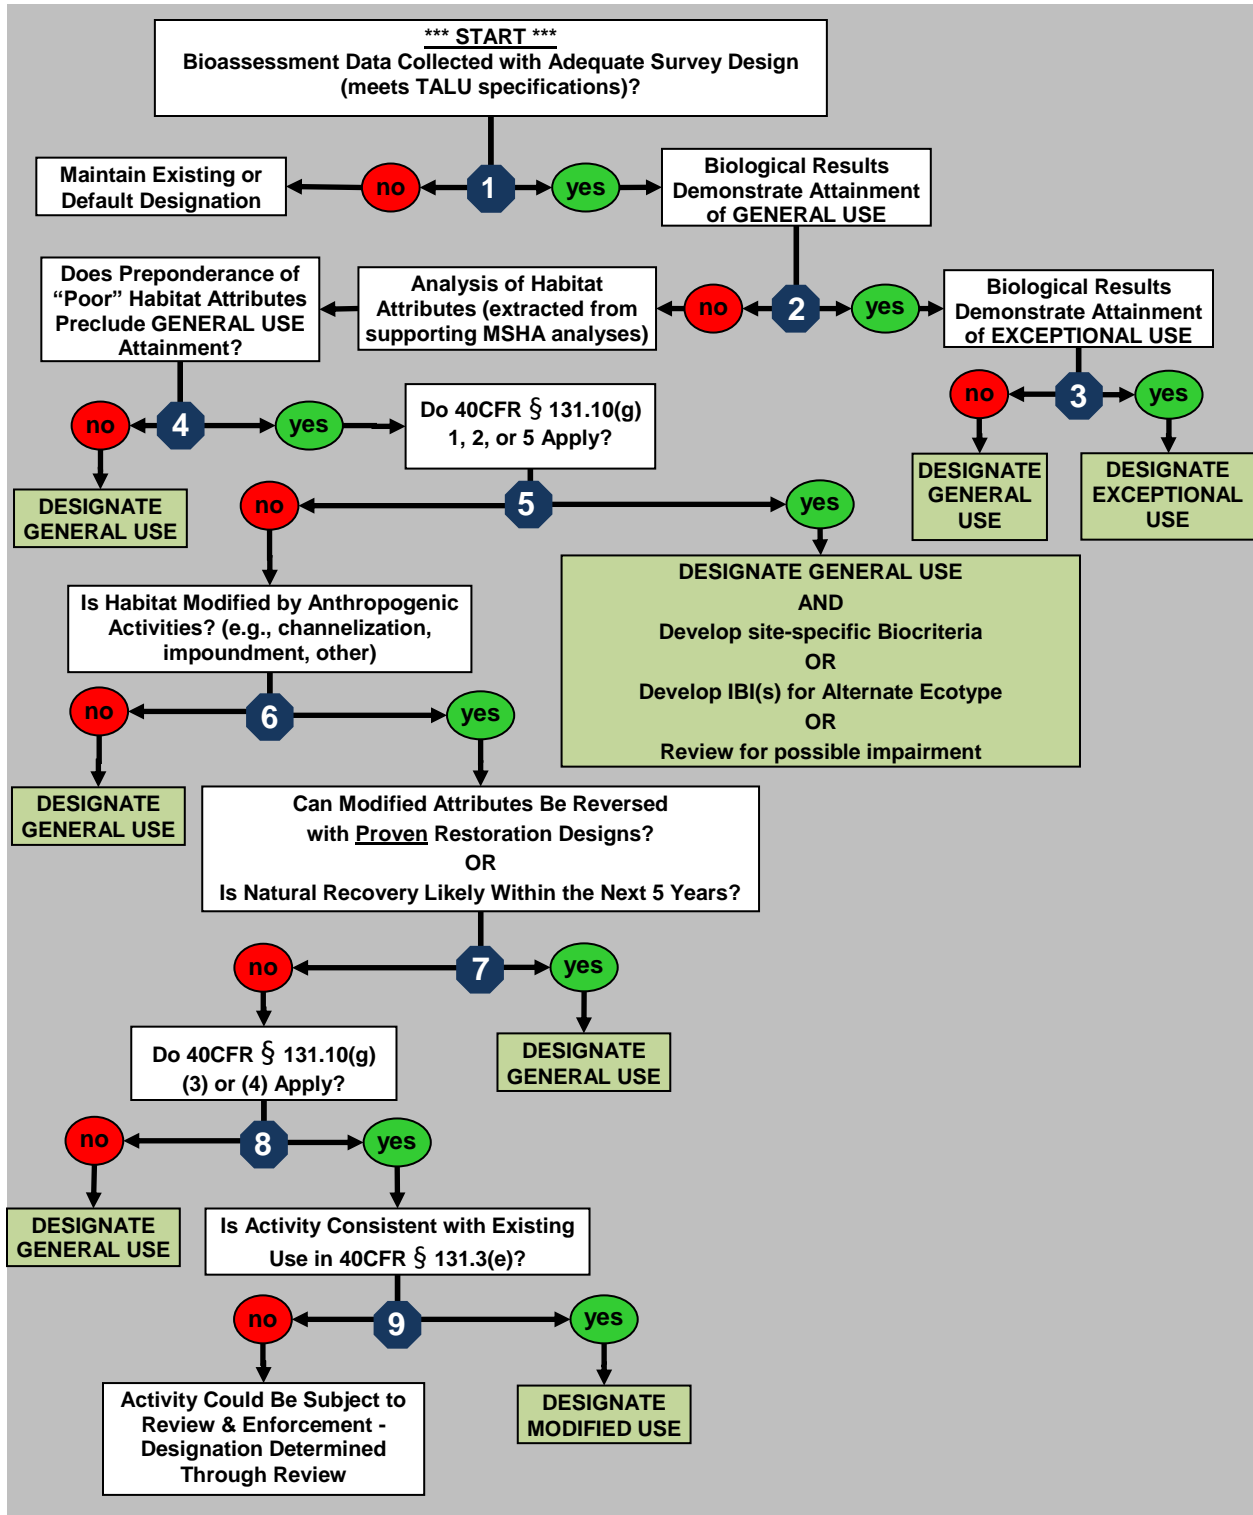 *** START ***
Bioassessment Data Collected with Adequate Survey Design
(meets TALU specifications)?
Maintain Existing or
Default Designation
no
1
yes
Biological Results
Demonstrate Attainment
of GENERAL USE
Does Preponderance of
“Poor” Habitat Attributes
Preclude GENERAL USE
Attainment?
Analysis of Habitat
Attributes (extracted from
supporting MSHA analyses)
no
2
yes
Biological Results
Demonstrate Attainment
of EXCEPTIONAL USE
no
3
yes
DESIGNATE
GENERAL
USE
DESIGNATE
EXCEPTIONAL
USE
no
4
yes
Do 40CFR § 131.10(g)
1, 2, or 5 Apply?
DESIGNATE
GENERAL USE
no
5
yes
DESIGNATE GENERAL USE
AND
Develop site-specific Biocriteria
OR
Develop IBI(s) for Alternate Ecotype
OR
Review for possible impairment
Is Habitat Modified by Anthropogenic
Activities? (e.g., channelization,
impoundment, other)
no
6
yes
DESIGNATE
GENERAL USE
Can Modified Attributes Be Reversed
with Proven Restoration Designs?
OR
Is Natural Recovery Likely Within the Next 5 Years?
no
7
yes
DESIGNATE
GENERAL USE
Do 40CFR § 131.10(g)
(3) or (4) Apply?
no
8
yes
DESIGNATE
GENERAL USE
Is Activity Consistent with Existing
Use in 40CFR § 131.3(e)?
no
9
yes
Activity Could Be Subject to
Review & Enforcement -
Designation Determined
Through Review
DESIGNATE
MODIFIED USE